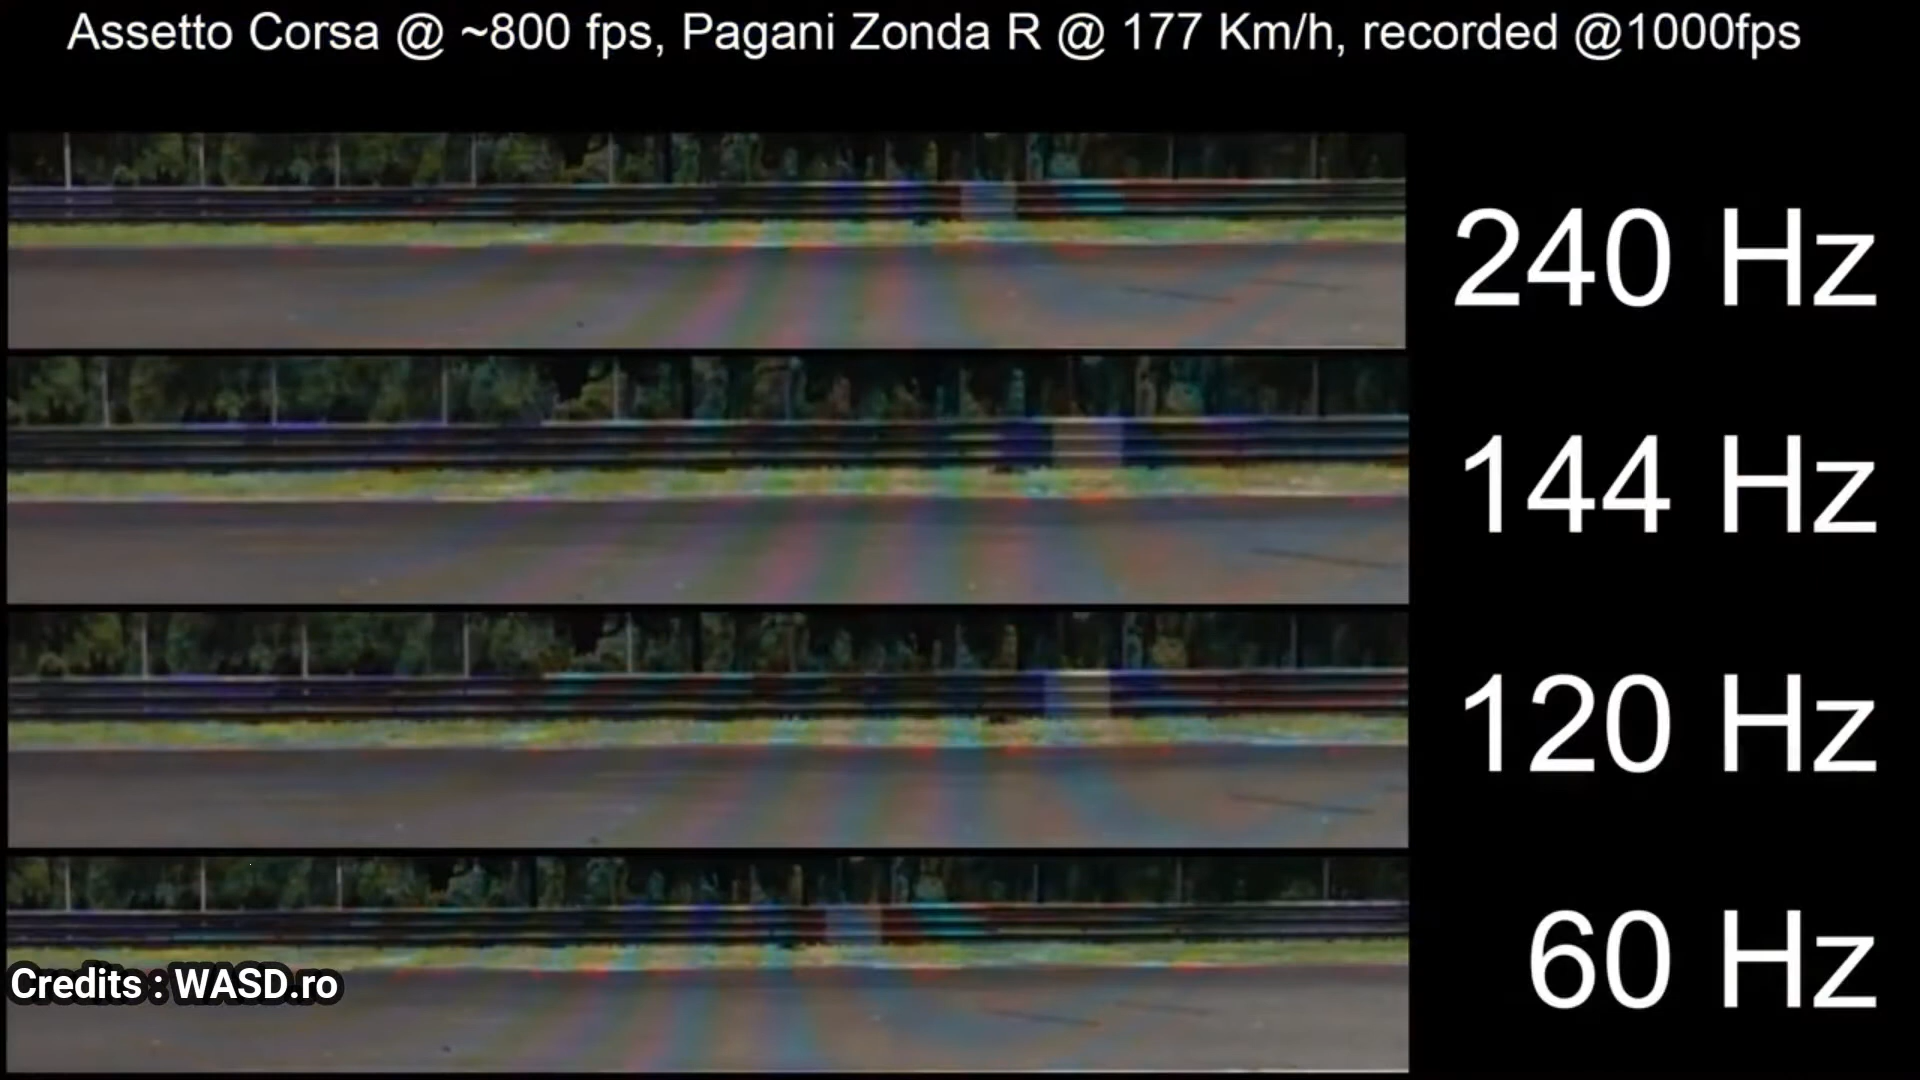 Assetto Corsa @ ~800 fps, Pagani Zonda R @ 177 Km/h, recorded @1000fps
240 Hz
144 Hz
120 Hz
60 Hz
Credits : WASD.ro